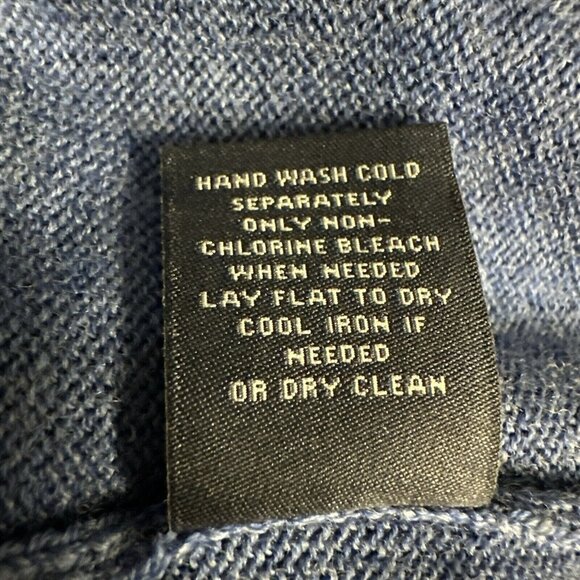 HAND WASH COLD
SEPARATELY
ONLY NON-
CHLORINE BLEACH
WHEN NEEDED
LAY FLAT TO DRY
COOL IRON IF
NEEDED
OR DRY CLEAN